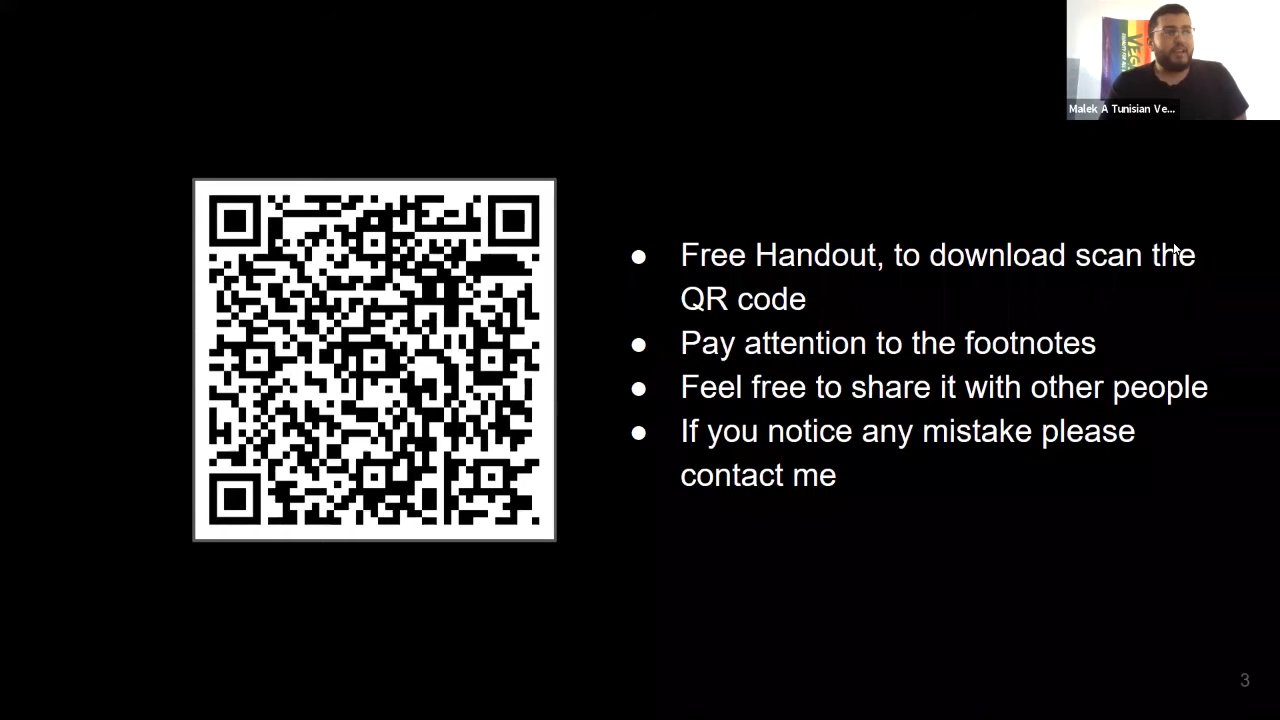 Malek A Tunisian Ve...
● Free Handout, to download scan the
QR code
● Pay attention to the footnotes
● Feel free to share it with other people
● If you notice any mistake please
contact me
3